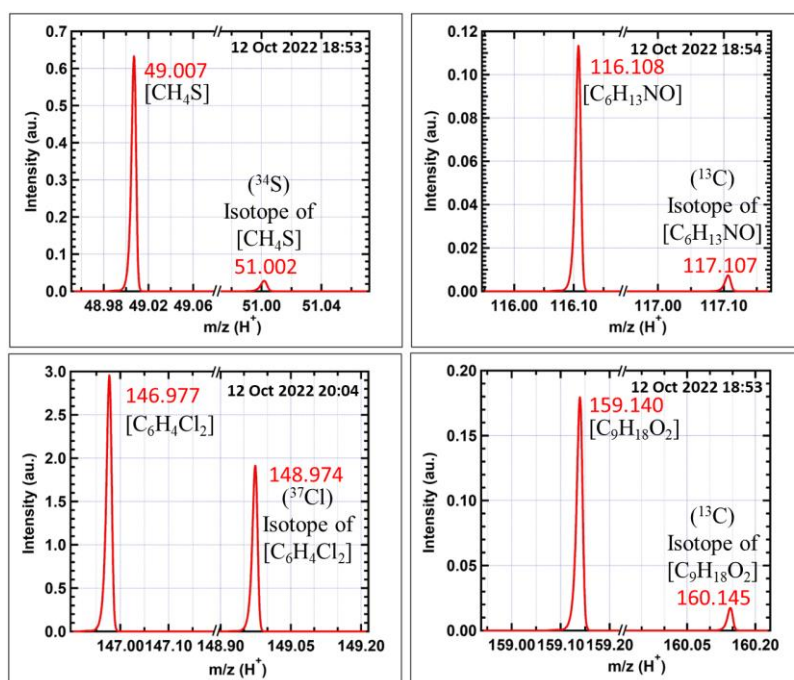 12 Oct 2022 18:53
49.007
[CH₄S]
(³⁴S)
Isotope of
[CH₄S]
51.002
Intensity (au.)
0.7
0.6
0.5
0.4
0.3
0.2
0.1
0.0
48.98 49.02 49.06 51.00 51.04
m/z (H⁺)
12 Oct 2022 18:54
116.108
[C₆H₁₃NO]
(¹³C)
Isotope of
[C₆H₁₃NO]
117.107
Intensity (au.)
0.12
0.10
0.08
0.06
0.04
0.02
0.00
116.00 116.10 117.00 117.10
m/z (H⁺)
12 Oct 2022 20:04
146.977
[C₆H₄Cl₂]
148.974
(³⁷Cl)
Isotope of
[C₆H₄Cl₂]
Intensity (au.)
3.0
2.5
2.0
1.5
1.0
0.5
0.0
147.00 147.10 148.90 149.05 149.20
m/z (H⁺)
12 Oct 2022 18:53
159.140
[C₉H₁₈O₂]
(¹³C)
Isotope of
[C₉H₁₈O₂]
160.145
Intensity (au.)
0.20
0.15
0.10
0.05
0.00
159.00 159.10 159.20 160.05 160.20
m/z (H⁺)